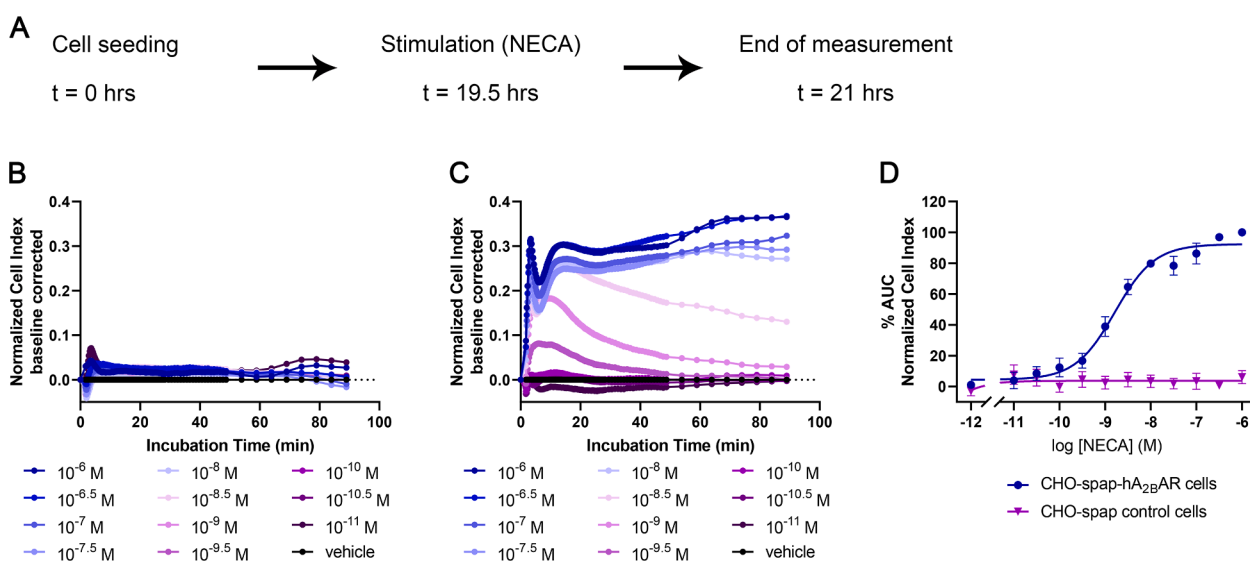 A
Cell seeding
Stimulation (NECA)
End of measurement
t = 0 hrs
t = 19.5 hrs
t = 21 hrs
B
Normalized Cell Index
baseline corrected
0.4
0.3
0.2
0.1
0.0
0
20
40
60
80
100
Incubation Time (min)
10^-6 M
10^-6.5 M
10^-7 M
10^-7.5 M
10^-8 M
10^-8.5 M
10^-9 M
10^-9.5 M
10^-10 M
10^-10.5 M
10^-11 M
vehicle
C
Normalized Cell Index
baseline corrected
0.4
0.3
0.2
0.1
0.0
0
20
40
60
80
100
Incubation Time (min)
10^-6 M
10^-6.5 M
10^-7 M
10^-7.5 M
10^-8 M
10^-8.5 M
10^-9 M
10^-9.5 M
10^-10 M
10^-10.5 M
10^-11 M
vehicle
D
% AUC
Normalized Cell Index
120
100
80
60
40
20
0
-12
-11
-10
-9
-8
-7
-6
log [NECA] (M)
CHO-spap-hA2BAR cells
CHO-spap control cells